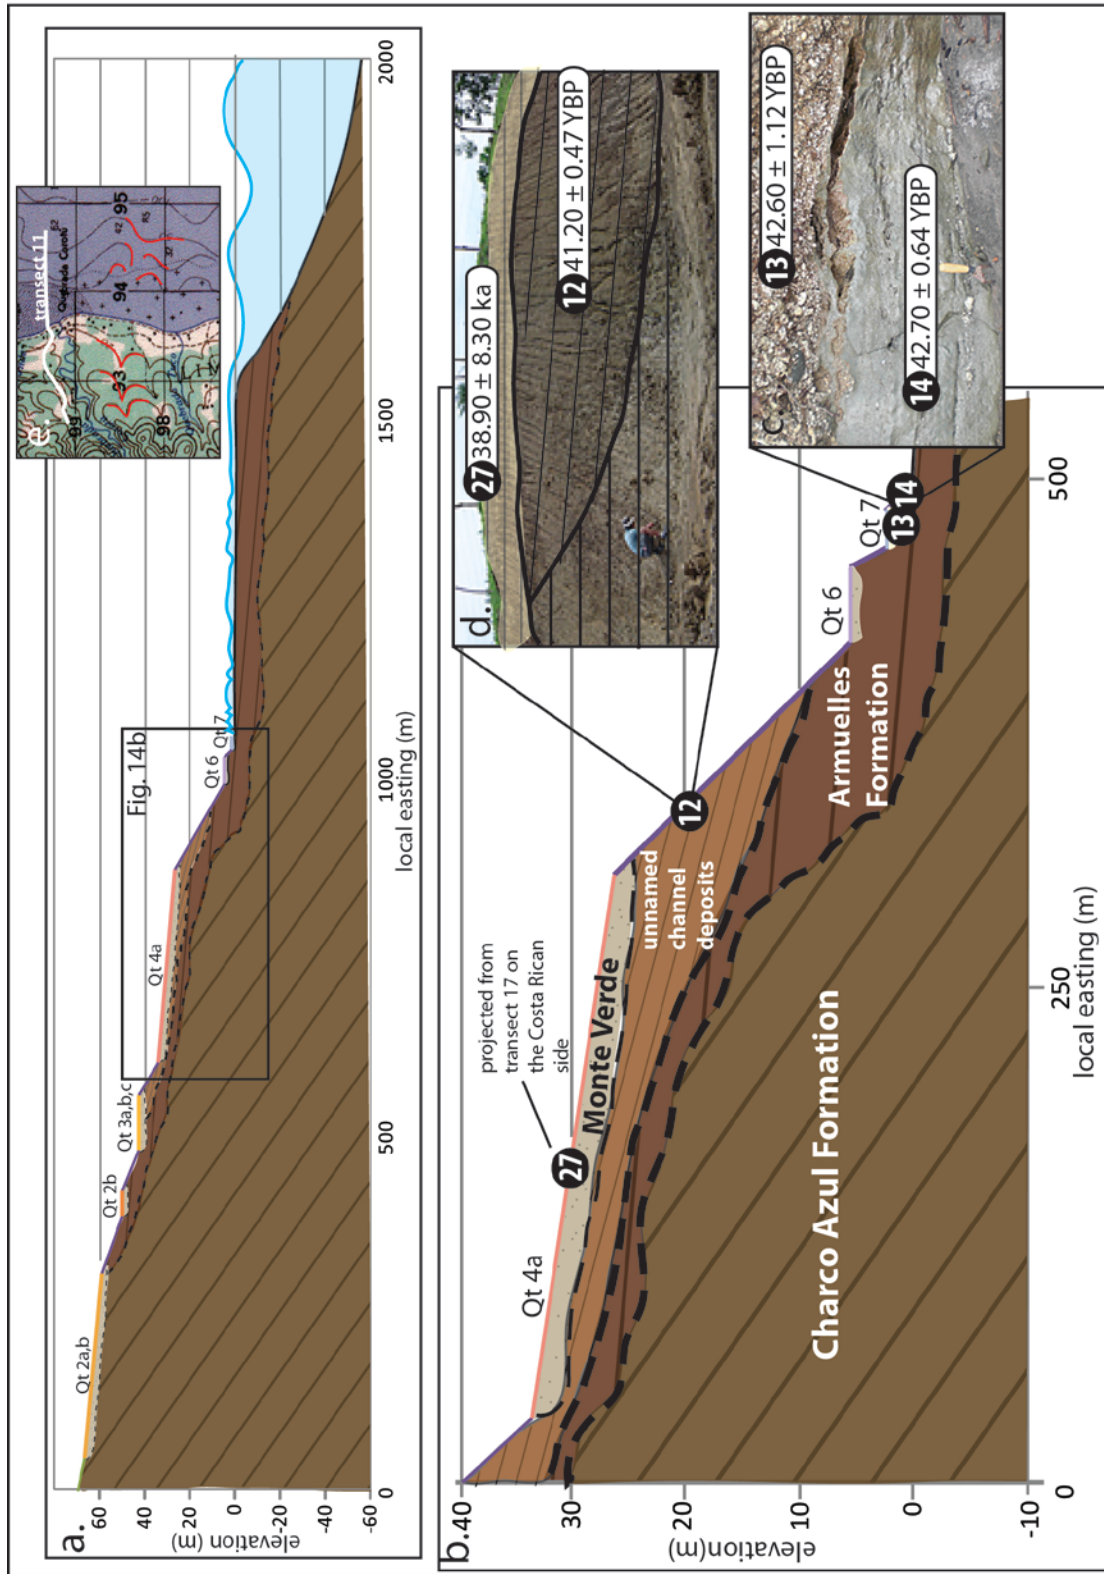 a.
elevation (m)
60
40
20
0
-20
-40
-60
0
500
1000
1500
2000
local easting (m)
Qt 2a,b
Qt 2b
Qt 3a,b,c
Qt 4a
Qt 6
Qt 7
Fig. 14b
e.
transect 11
Quebrada Corotú
99
98
93
94
95
b.
elevation(m)
40
30
20
10
0
-10
0
250
500
local easting (m)
Qt 4a
27
projected from
transect 17 on
the Costa Rican
side
Monte Verde
unnamed
channel
deposits
12
Armuelles
Formation
Charco Azul Formation
Qt 6
Qt 7
13
14
d.
27 38.90 ± 8.30 ka
12 41.20 ± 0.47 YBP
c.
13 42.60 ± 1.12 YBP
14 42.70 ± 0.64 YBP